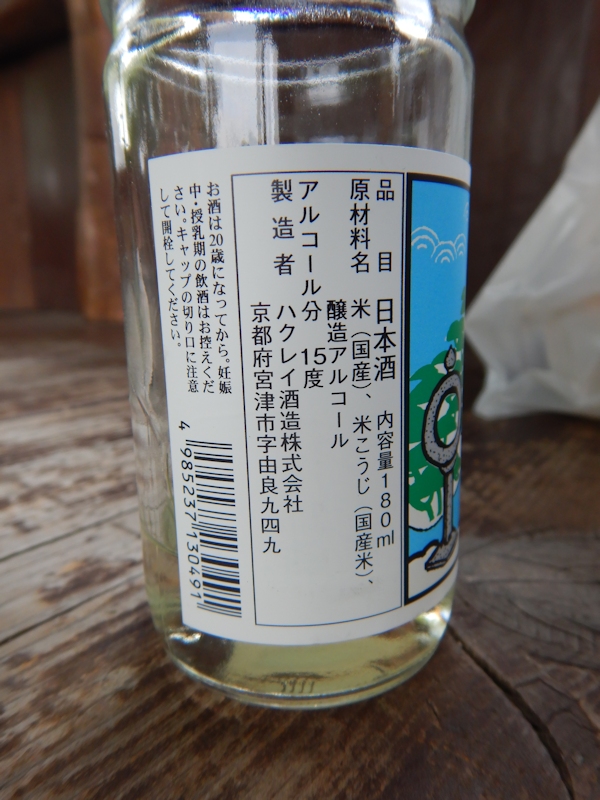 品目 日本酒 内容量180ml
原材料名 米(国産)、米こうじ(国産米)、
醸造アルコール
アルコール分 15度
製造者 ハクレイ酒造株式会社
京都府宮津市字由良九四九
お酒は20歳になってから。妊娠
中・授乳期の飲酒はお控えくだ
さい。キャップの切り口に注意
して開栓してください。
4 985237 130491